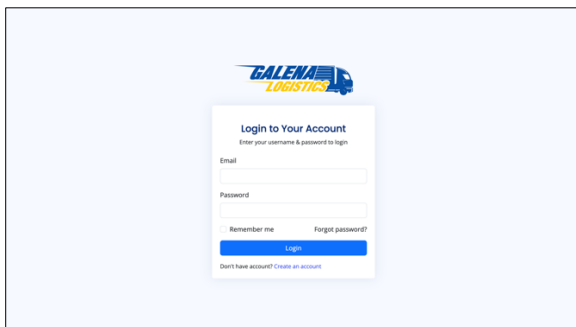 GALENA
LOGISTICS
Login to Your Account
Enter your username & password to login
Email
Password
Remember me Forgot password?
Login
Don't have account? Create an account